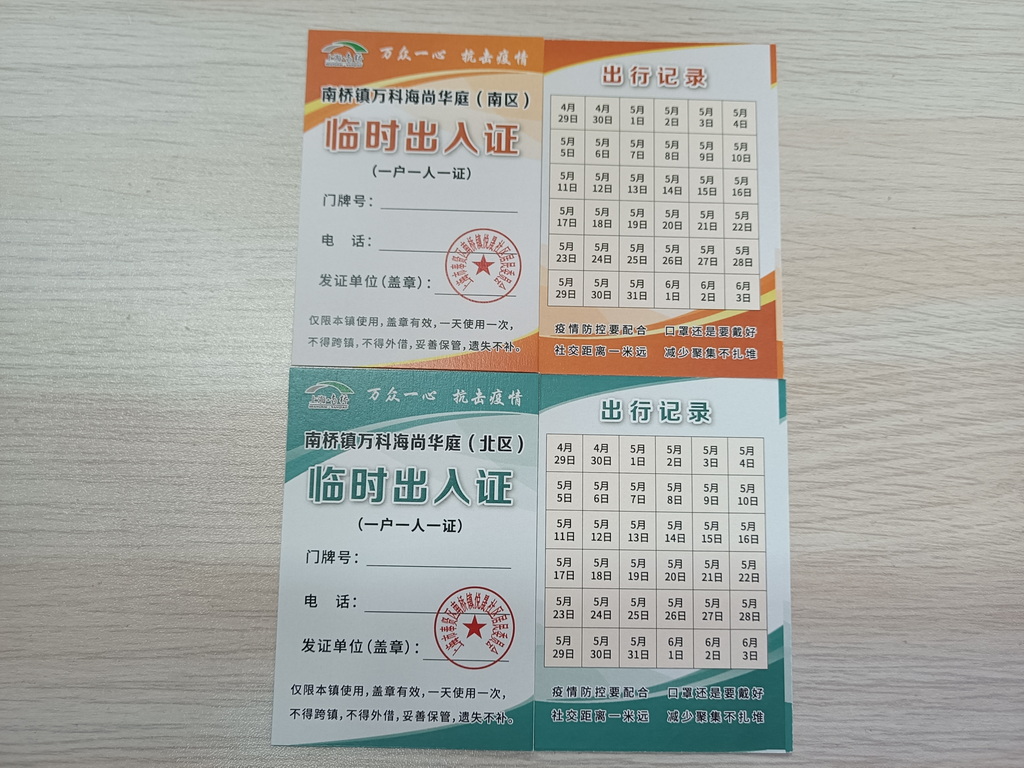 万众一心 抗击疫情
南桥镇万科海尚华庭（南区）
临时出入证
（一户一人一证）
门牌号：
电 话：
发证单位（盖章）：
仅限本镇使用，盖章有效，一天使用一次，
不得跨镇，不得外借，妥善保管，遗失不补。
出行记录
4月29日 4月30日 5月1日 5月2日 5月3日 5月4日
5月5日 5月6日 5月7日 5月8日 5月9日 5月10日
5月11日 5月12日 5月13日 5月14日 5月15日 5月16日
5月17日 5月18日 5月19日 5月20日 5月21日 5月22日
5月23日 5月24日 5月25日 5月26日 5月27日 5月28日
5月29日 5月30日 5月31日 6月1日 6月2日 6月3日
疫情防控要配合 口罩还是要戴好
社交距离一米远 减少聚集不扎堆
万众一心 抗击疫情
南桥镇万科海尚华庭（北区）
临时出入证
（一户一人一证）
门牌号：
电 话：
发证单位（盖章）：
仅限本镇使用，盖章有效，一天使用一次，
不得跨镇，不得外借，妥善保管，遗失不补。
出行记录
4月29日 4月30日 5月1日 5月2日 5月3日 5月4日
5月5日 5月6日 5月7日 5月8日 5月9日 5月10日
5月11日 5月12日 5月13日 5月14日 5月15日 5月16日
5月17日 5月18日 5月19日 5月20日 5月21日 5月22日
5月23日 5月24日 5月25日 5月26日 5月27日 5月28日
5月29日 5月30日 5月31日 6月1日 6月2日 6月3日
疫情防控要配合 口罩还是要戴好
社交距离一米远 减少聚集不扎堆